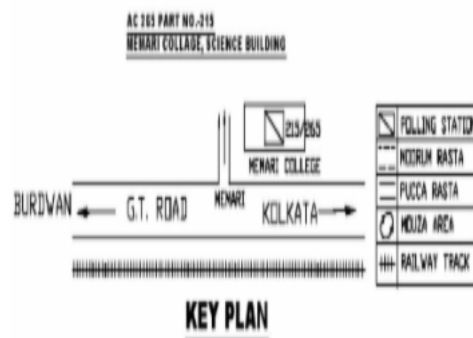 AC 265 PART NO.-215
MEMARI COLLAGE, SCIENCE BUILDING
215/265
MEMARI COLLEGE
BURDWAN
G.T. ROAD
MEMARI
KOLKATA
POLLING STATION
MOORUM RASTA
PUCCA RASTA
MOUZA AREA
RAILWAY TRACK
KEY PLAN